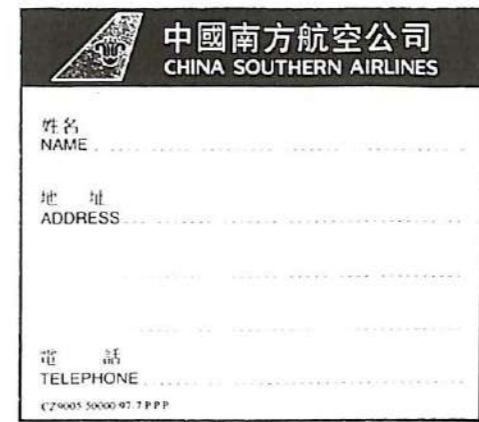 中國南方航空公司
CHINA SOUTHERN AIRLINES
姓名
NAME
地 址
ADDRESS
電 話
TELEPHONE
CZ9005 50000 97.7 P P P